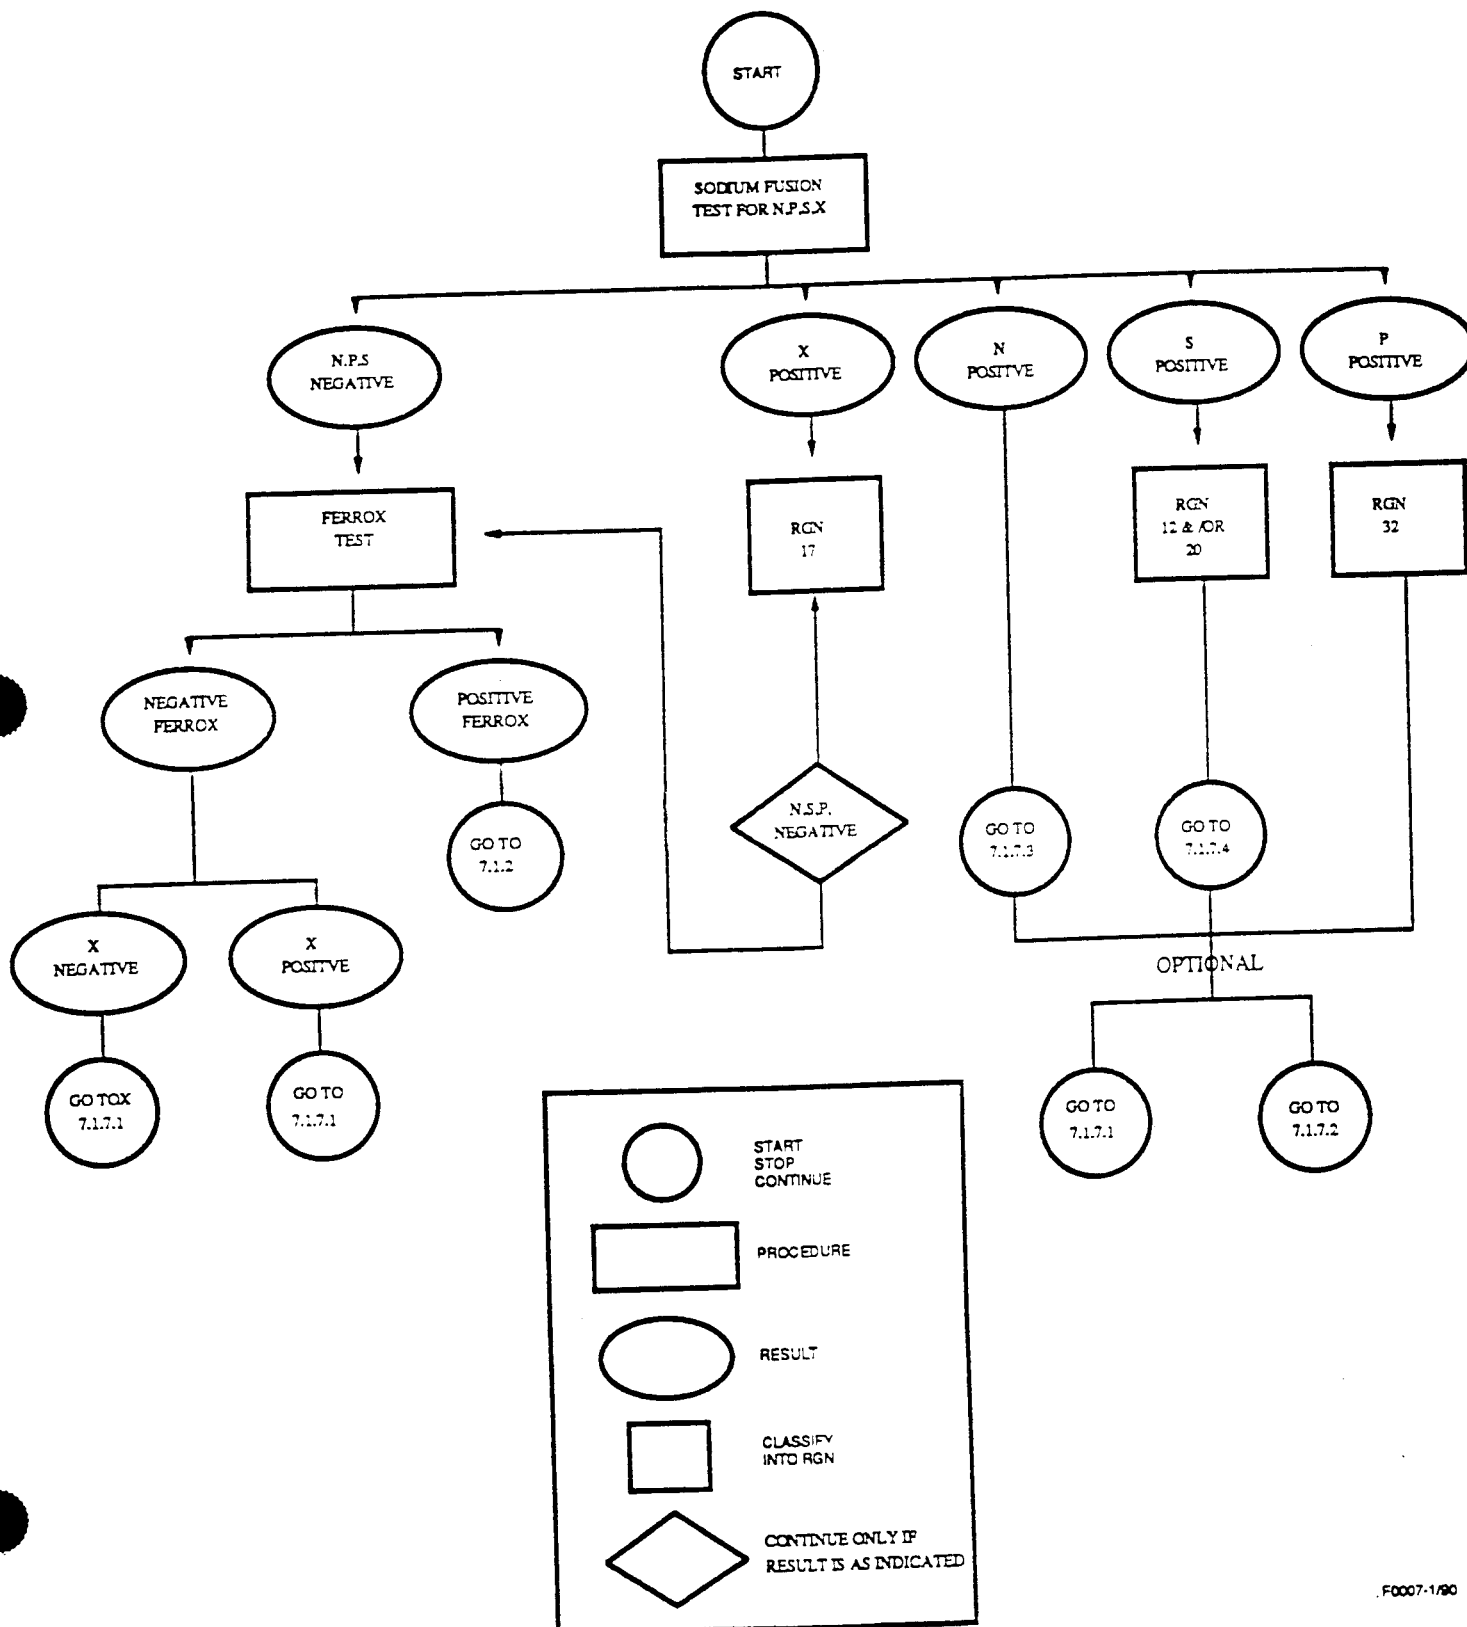 START
SODIUM FUSION
TEST FOR N.P.S.X
N.P.S
NEGATIVE
X
POSITIVE
N
POSITVE
S
POSITIVE
P
POSITIVE
FERROX
TEST
RGN
17
RGN
12 & /OR
20
RGN
32
NEGATIVE
FERROX
POSITIVE
FERROX
GO TO
7.1.2
N.S.P.
NEGATIVE
GO TO
7.1.7.3
GO TO
7.1.7.4
X
NEGATIVE
X
POSITVE
OPTIONAL
GO TOX
7.1.7.1
GO TO
7.1.7.1
GO TO
7.1.7.1
GO TO
7.1.7.2
START
STOP
CONTINUE
PROCEDURE
RESULT
CLASSIFY
INTO RGN
CONTINUE ONLY IF
RESULT IS AS INDICATED
F0007-1/90